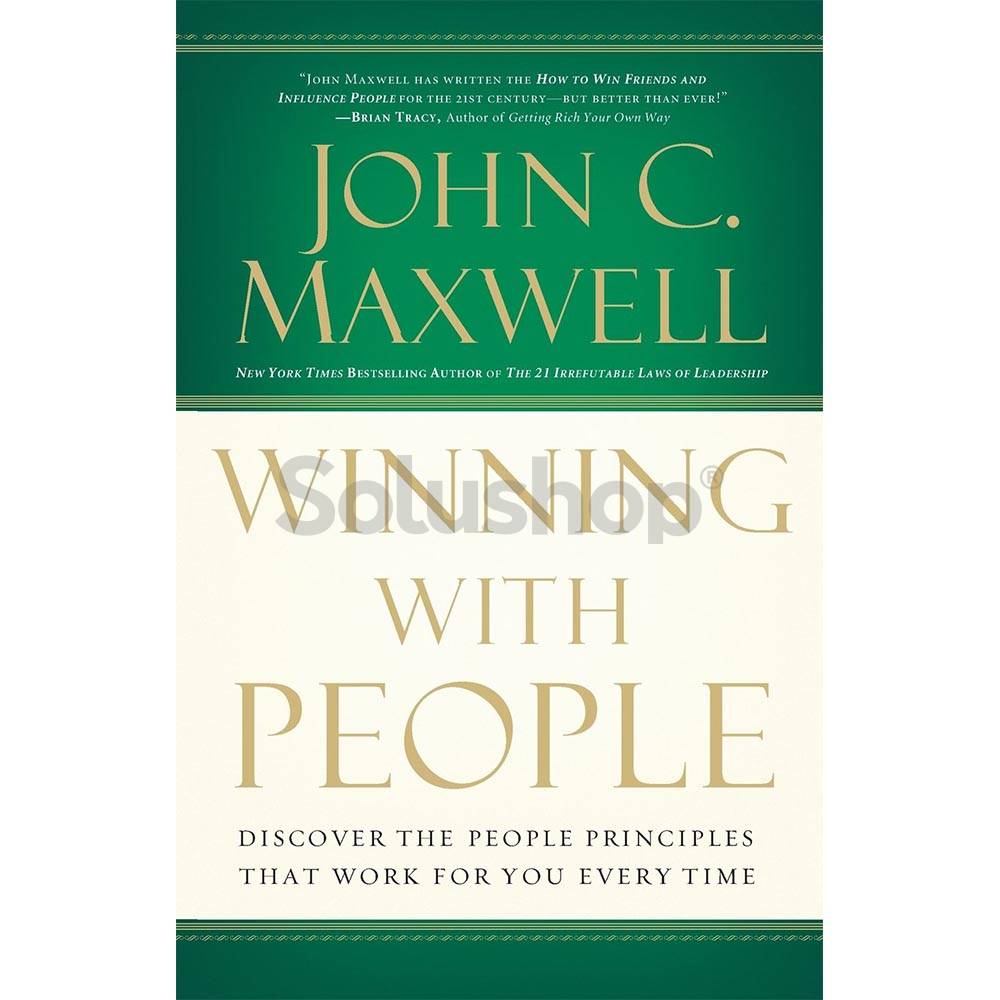 “John Maxwell has written the How to Win Friends and
Influence People for the 21st century—but better than ever!”
—Brian Tracy, Author of Getting Rich Your Own Way
John C.
Maxwell
New York Times Bestselling Author of The 21 Irrefutable Laws of Leadership
Winning
Solushop®
with
People
Discover the People Principles
That Work for You Every Time